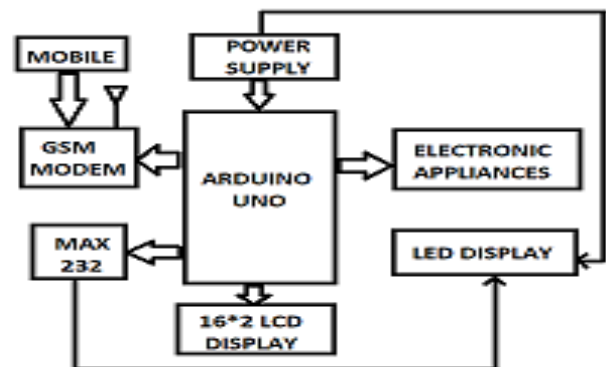 POWER
SUPPLY
MOBILE
GSM
MODEM
ARDUINO
UNO
ELECTRONIC
APPLIANCES
MAX
232
LED DISPLAY
16*2 LCD
DISPLAY